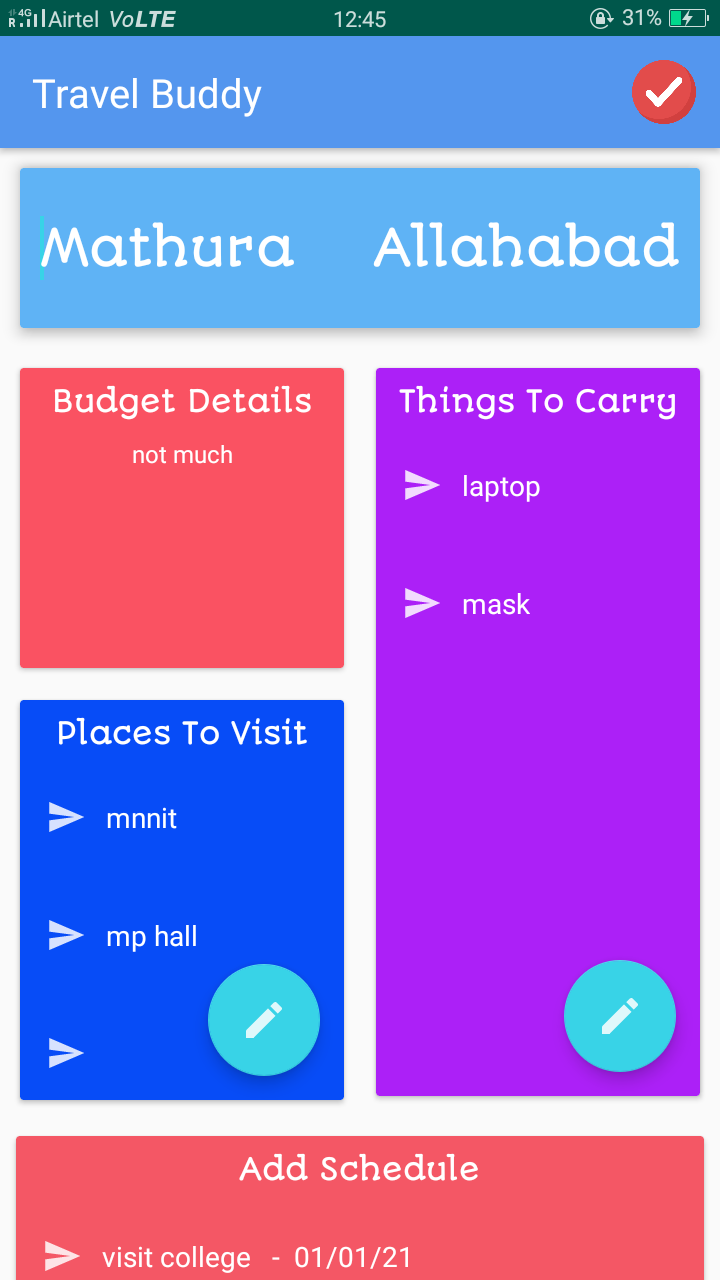 4G R Airtel VoLTE 12:45 31%
Travel Buddy
Mathura Allahabad
Budget Details
not much
Things To Carry
laptop
mask
Places To Visit
mnnit
mp hall
Add Schedule
visit college - 01/01/21